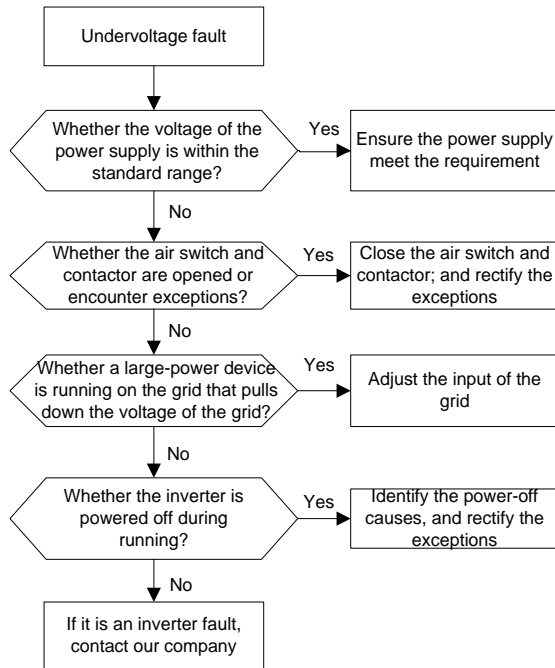 Undervoltage fault
Whether the voltage of the
power supply is within the
standard range?
Yes
Ensure the power supply
meet the requirement
No
Whether the air switch and
contactor are opened or
encounter exceptions?
Yes
Close the air switch and
contactor; and rectify the
exceptions
No
Whether a large-power device
is running on the grid that pulls
down the voltage of the grid?
Yes
Adjust the input of the
grid
No
Whether the inverter is
powered off during
running?
Yes
Identify the power-off
causes, and rectify the
exceptions
No
If it is an inverter fault,
contact our company